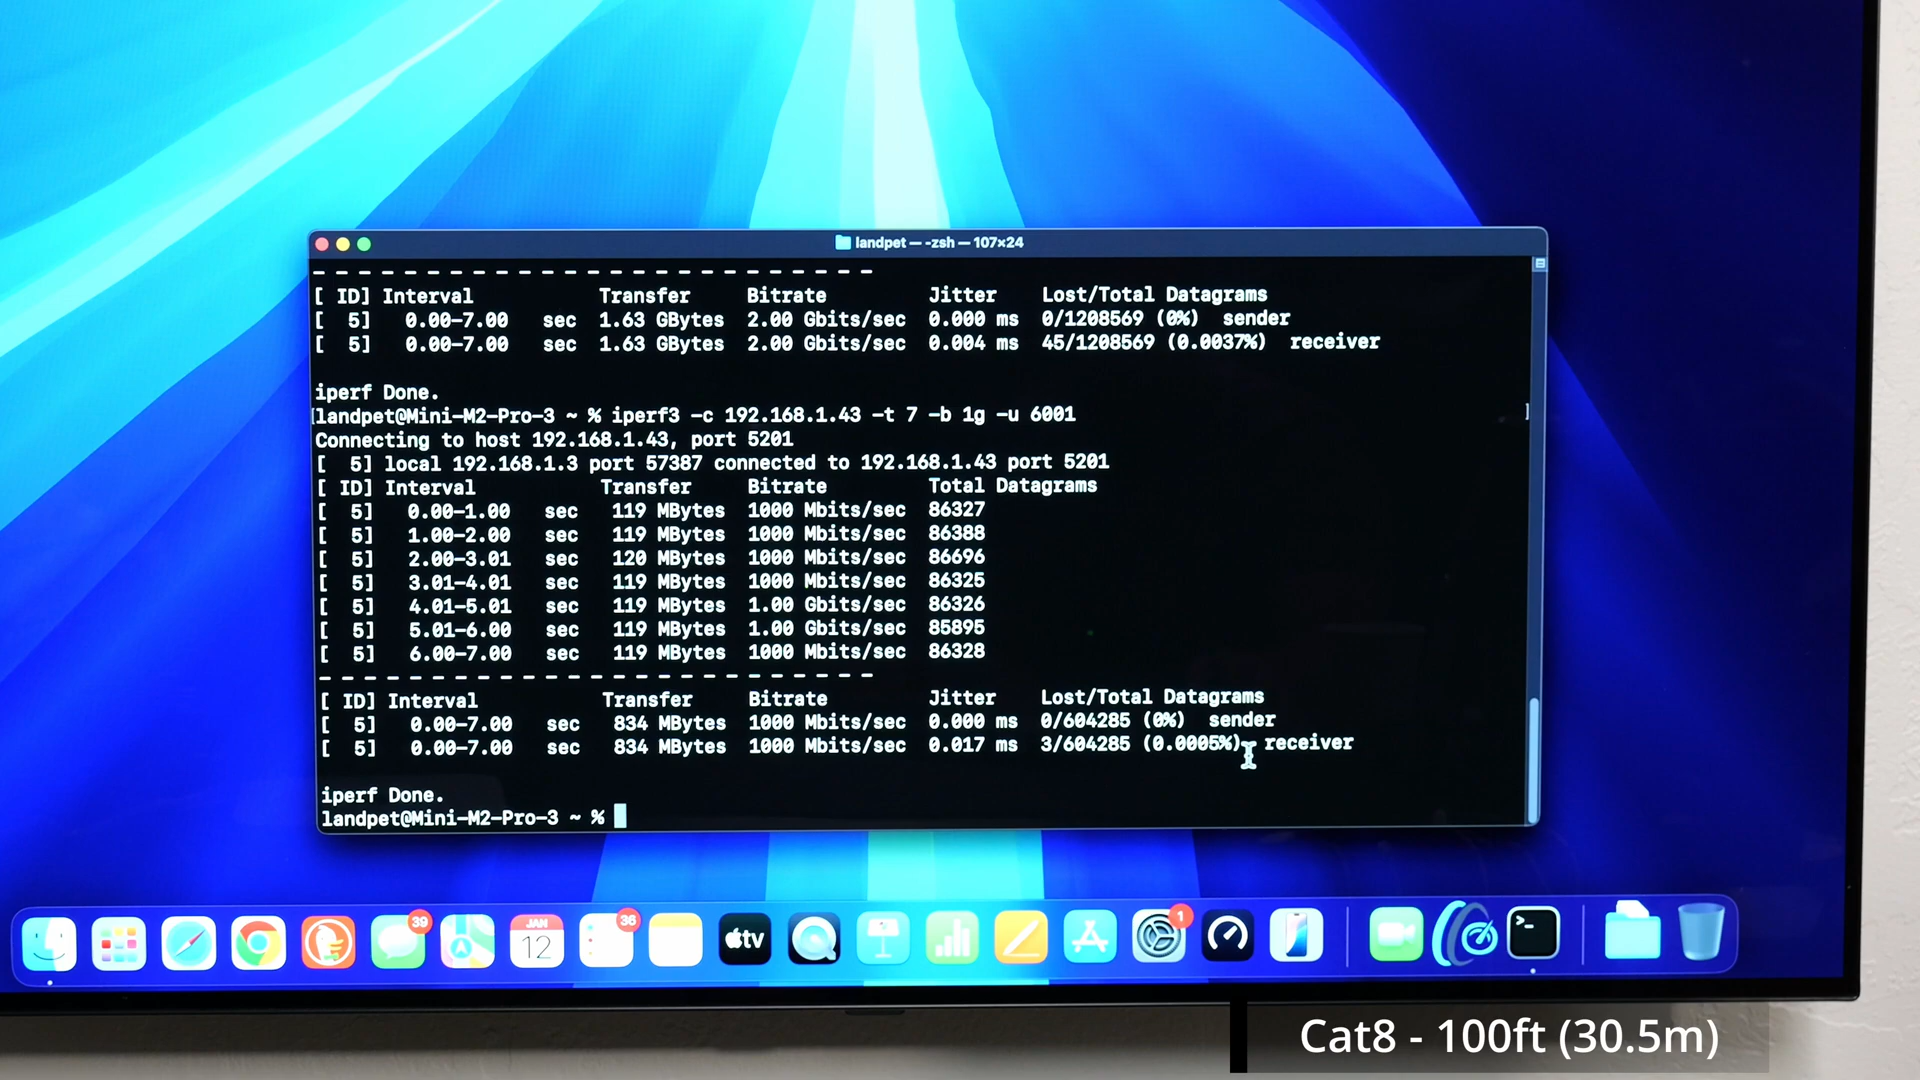 landpet — -zsh — 107×24
- - - - - - - - - - - - - - - - - - - - - - - - -
[ ID] Interval Transfer Bitrate Jitter Lost/Total Datagrams
[ 5] 0.00-7.00 sec 1.63 GBytes 2.00 Gbits/sec 0.000 ms 0/1208569 (0%) sender
[ 5] 0.00-7.00 sec 1.63 GBytes 2.00 Gbits/sec 0.004 ms 45/1208569 (0.0037%) receiver
iperf Done.
[landpet@Mini-M2-Pro-3 ~ % iperf3 -c 192.168.1.43 -t 7 -b 1g -u 6001 ]
Connecting to host 192.168.1.43, port 5201
[ 5] local 192.168.1.3 port 57387 connected to 192.168.1.43 port 5201
[ ID] Interval Transfer Bitrate Total Datagrams
[ 5] 0.00-1.00 sec 119 MBytes 1000 Mbits/sec 86327
[ 5] 1.00-2.00 sec 119 MBytes 1000 Mbits/sec 86388
[ 5] 2.00-3.01 sec 120 MBytes 1000 Mbits/sec 86696
[ 5] 3.01-4.01 sec 119 MBytes 1000 Mbits/sec 86325
[ 5] 4.01-5.01 sec 119 MBytes 1.00 Gbits/sec 86326
[ 5] 5.01-6.00 sec 119 MBytes 1.00 Gbits/sec 85895
[ 5] 6.00-7.00 sec 119 MBytes 1000 Mbits/sec 86328
- - - - - - - - - - - - - - - - - - - - - - - - -
[ ID] Interval Transfer Bitrate Jitter Lost/Total Datagrams
[ 5] 0.00-7.00 sec 834 MBytes 1000 Mbits/sec 0.000 ms 0/604285 (0%) sender
[ 5] 0.00-7.00 sec 834 MBytes 1000 Mbits/sec 0.017 ms 3/604285 (0.0005%) receiver
iperf Done.
landpet@Mini-M2-Pro-3 ~ %
39
JAN
12
36
tv
1
>_
Cat8 - 100ft (30.5m)